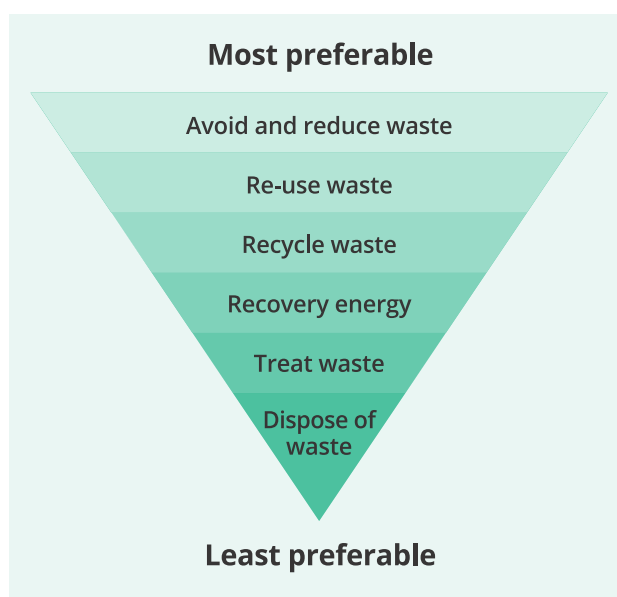 Most preferable
Avoid and reduce waste
Re-use waste
Recycle waste
Recovery energy
Treat waste
Dispose of
waste
Least preferable